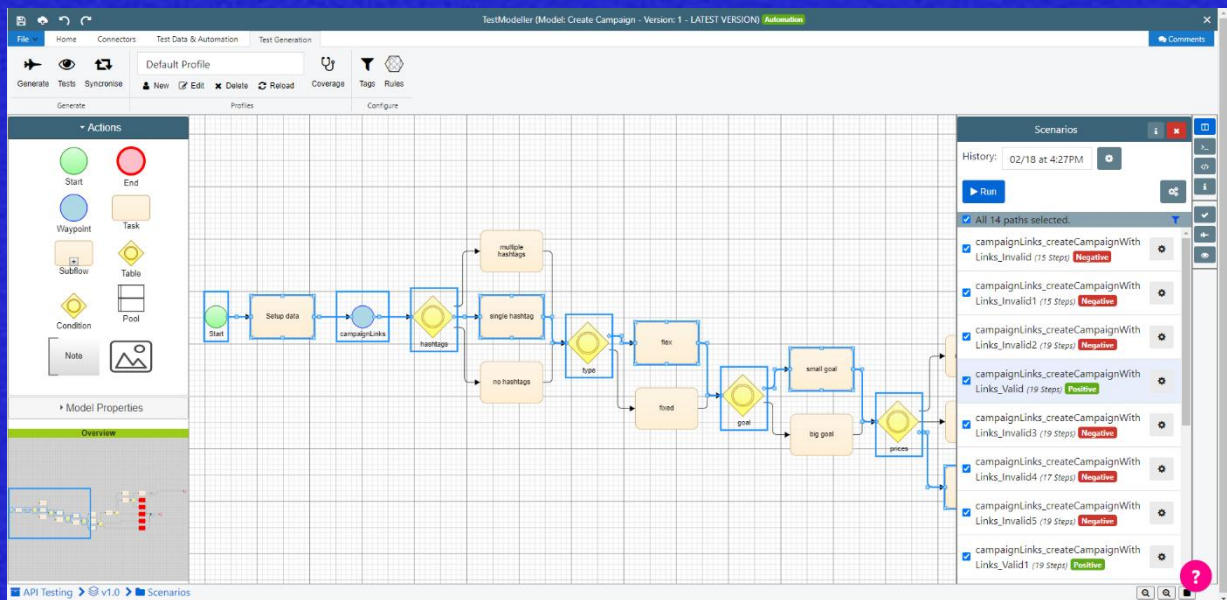 TestModeller (Model: Create Campaign - Version: 1 - LATEST VERSION) Automation
File
Home
Connectors
Test Data & Automation
Test Generation
Comments
Generate
Tests
Syncronise
Default Profile
New
Edit
Delete
Reload
Coverage
Tags
Rules
Generate
Profiles
Configure
Actions
Start
End
Waypoint
Task
Subflow
Table
Condition
Pool
Note
Model Properties
Overview
Start
Setup data
campaignLinks
hashtags
multiple
hashtags
single hashtag
no hashtags
type
flex
fixed
goal
small goal
big goal
prices
Scenarios
History:
02/18 at 4:27PM
Run
All 14 paths selected.
campaignLinks_createCampaignWith
Links_Invalid (15 Steps) Negative
campaignLinks_createCampaignWith
Links_Invalid1 (15 Steps) Negative
campaignLinks_createCampaignWith
Links_Invalid2 (19 Steps) Negative
campaignLinks_createCampaignWith
Links_Valid (19 Steps) Positive
campaignLinks_createCampaignWith
Links_Invalid3 (19 Steps) Negative
campaignLinks_createCampaignWith
Links_Invalid4 (17 Steps) Negative
campaignLinks_createCampaignWith
Links_Invalid5 (19 Steps) Negative
campaignLinks_createCampaignWith
Links_Valid1 (19 Steps) Positive
?
API Testing
v1.0
Scenarios